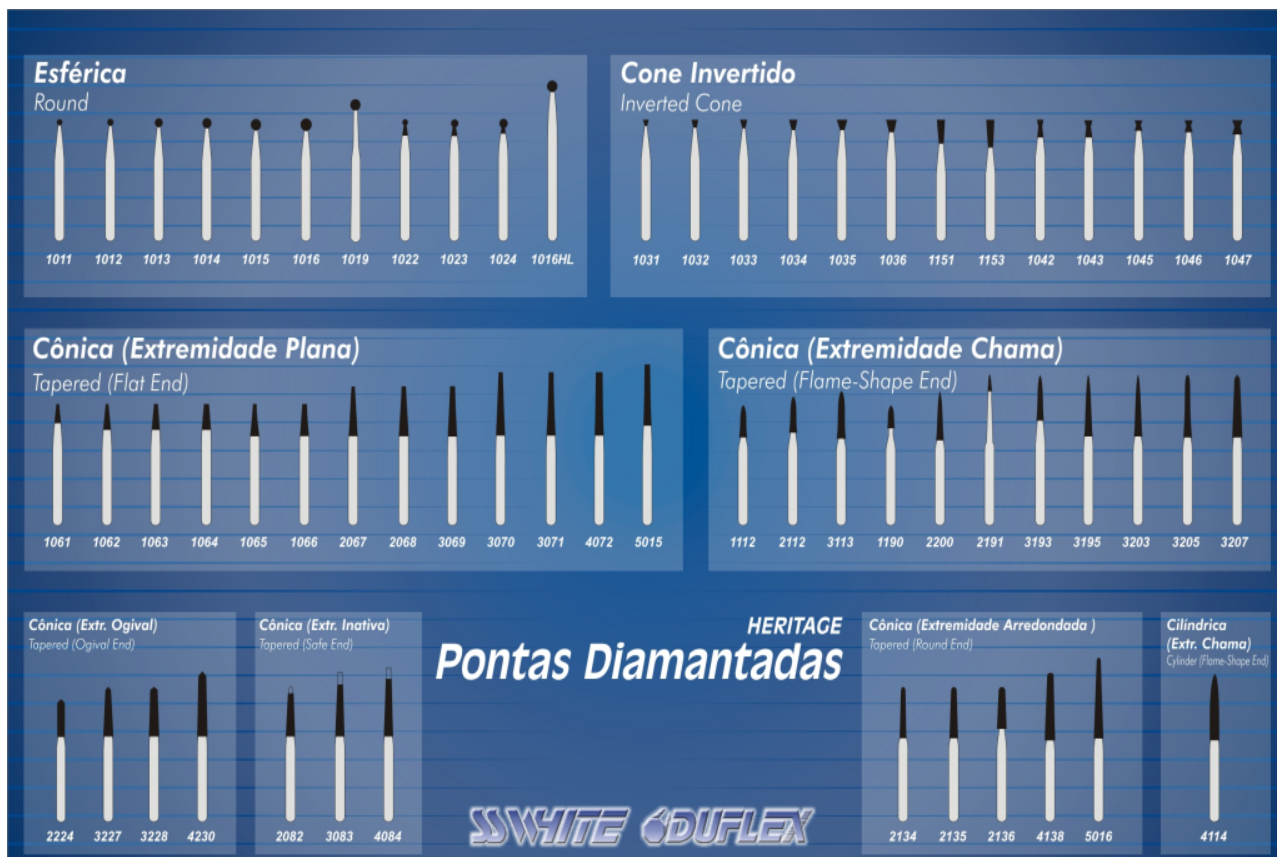 Esférica
Round
1011 1012 1013 1014 1015 1016 1019 1022 1023 1024 1016HL
Cone Invertido
Inverted Cone
1031 1032 1033 1034 1035 1036 1151 1153 1042 1043 1045 1046 1047
Cônica (Extremidade Plana)
Tapered (Flat End)
1061 1062 1063 1064 1065 1066 2067 2068 3069 3070 3071 4072 5015
Cônica (Extremidade Chama)
Tapered (Flame-Shape End)
1112 2112 3113 1190 2200 2191 3193 3195 3203 3205 3207
Cônica (Extr. Ogival)
Tapered (Ogival End)
2224 3227 3228 4230
Cônica (Extr. Inativa)
Tapered (Safe End)
2082 3083 4084
HERITAGE
Pontas Diamantadas
SSWHITE DUFLEX
Cônica (Extremidade Arredondada )
Tapered (Round End)
2134 2135 2136 4138 5016
Cilíndrica
(Extr. Chama)
Cylinder (Flame-Shape End)
4114